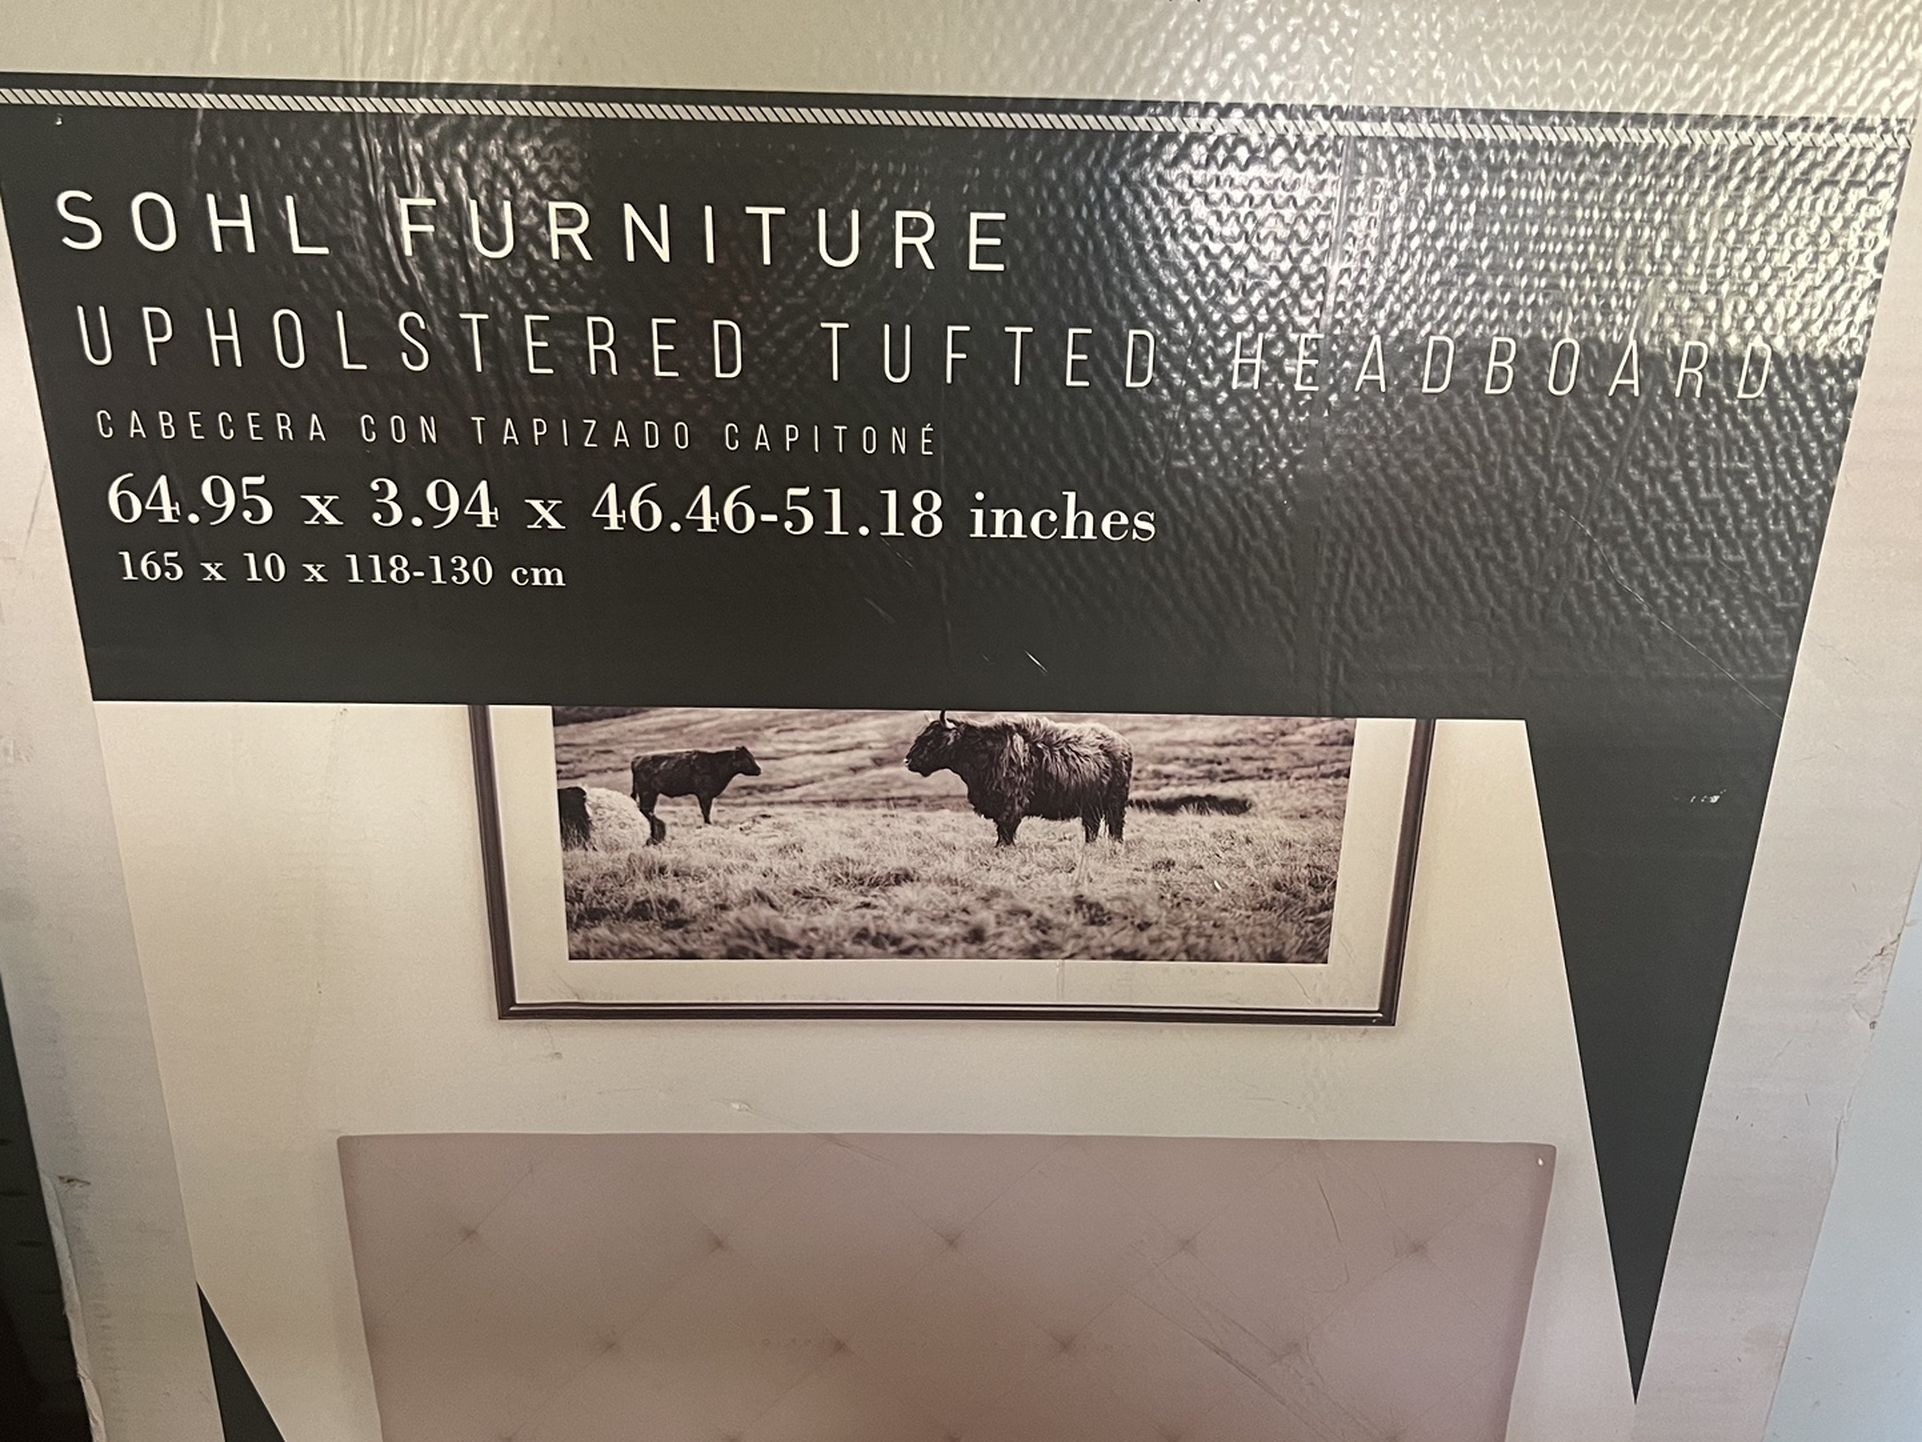 SOHL FURNITURE
UPHOLSTERED TUFTED HEADBOARD
CABECERA CON TAPIZADO CAPITONÉ
64.95 x 3.94 x 46.46-51.18 inches
165 x 10 x 118-130 cm